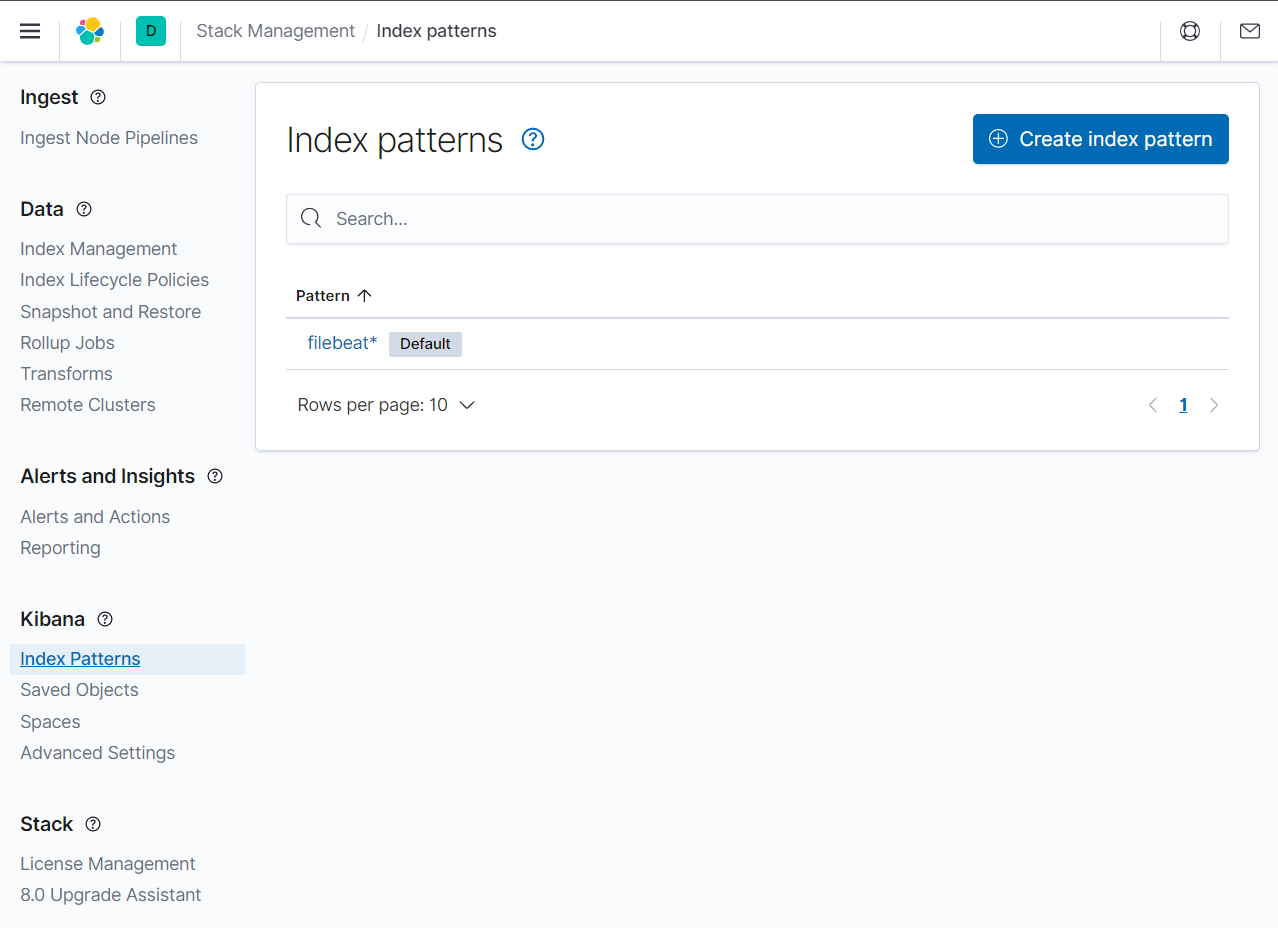 D
Stack Management / Index patterns
Ingest
Ingest Node Pipelines
Data
Index Management
Index Lifecycle Policies
Snapshot and Restore
Rollup Jobs
Transforms
Remote Clusters
Alerts and Insights
Alerts and Actions
Reporting
Kibana
Index Patterns
Saved Objects
Spaces
Advanced Settings
Stack
License Management
8.0 Upgrade Assistant
Index patterns
Create index pattern
Search...
Pattern
filebeat* Default
Rows per page: 10
1